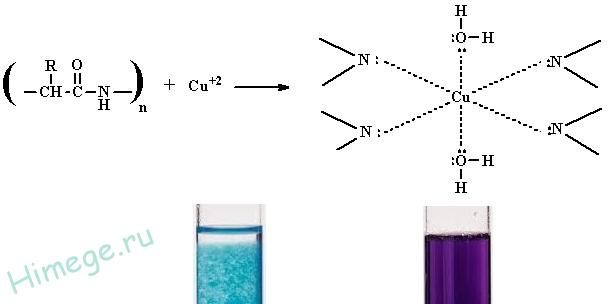 R O
( —CH—C—N— )n + Cu+2 → N: :N
H
N: Cu :N
H
:O—H
:O—H
H
Himege.ru